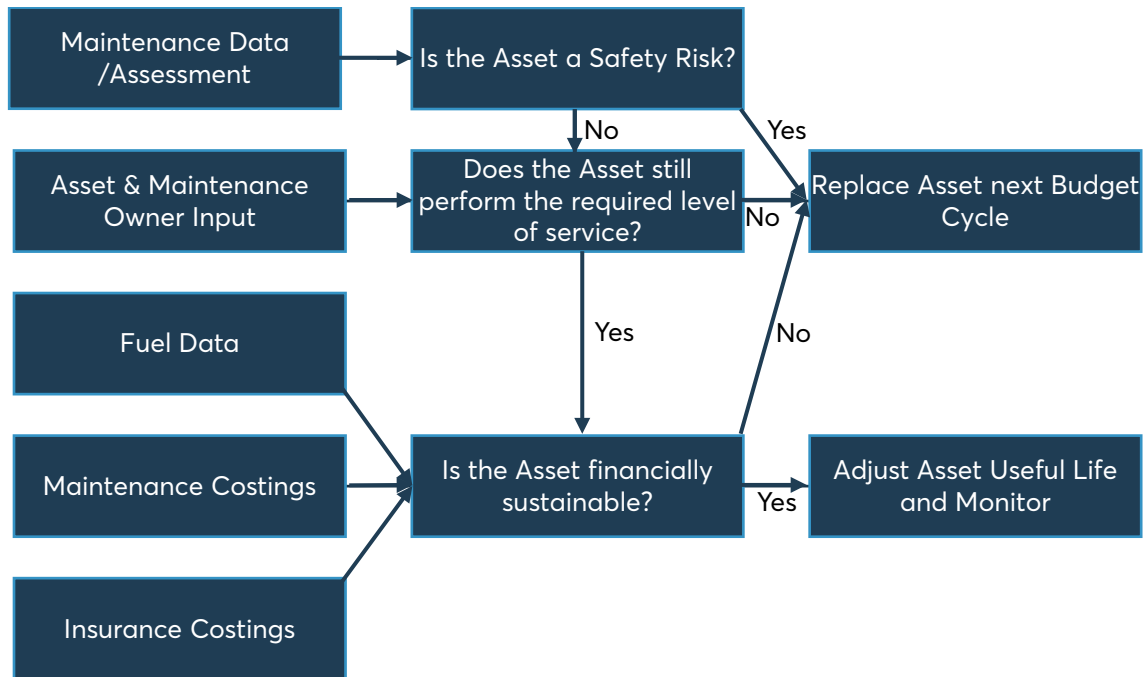 Maintenance Data
/Assessment
Is the Asset a Safety Risk?
No
Yes
Asset & Maintenance
Owner Input
Does the Asset still
perform the required level
of service?
No
Replace Asset next Budget
Cycle
Fuel Data
Yes
No
Maintenance Costings
Is the Asset financially
sustainable?
Yes
Adjust Asset Useful Life
and Monitor
Insurance Costings